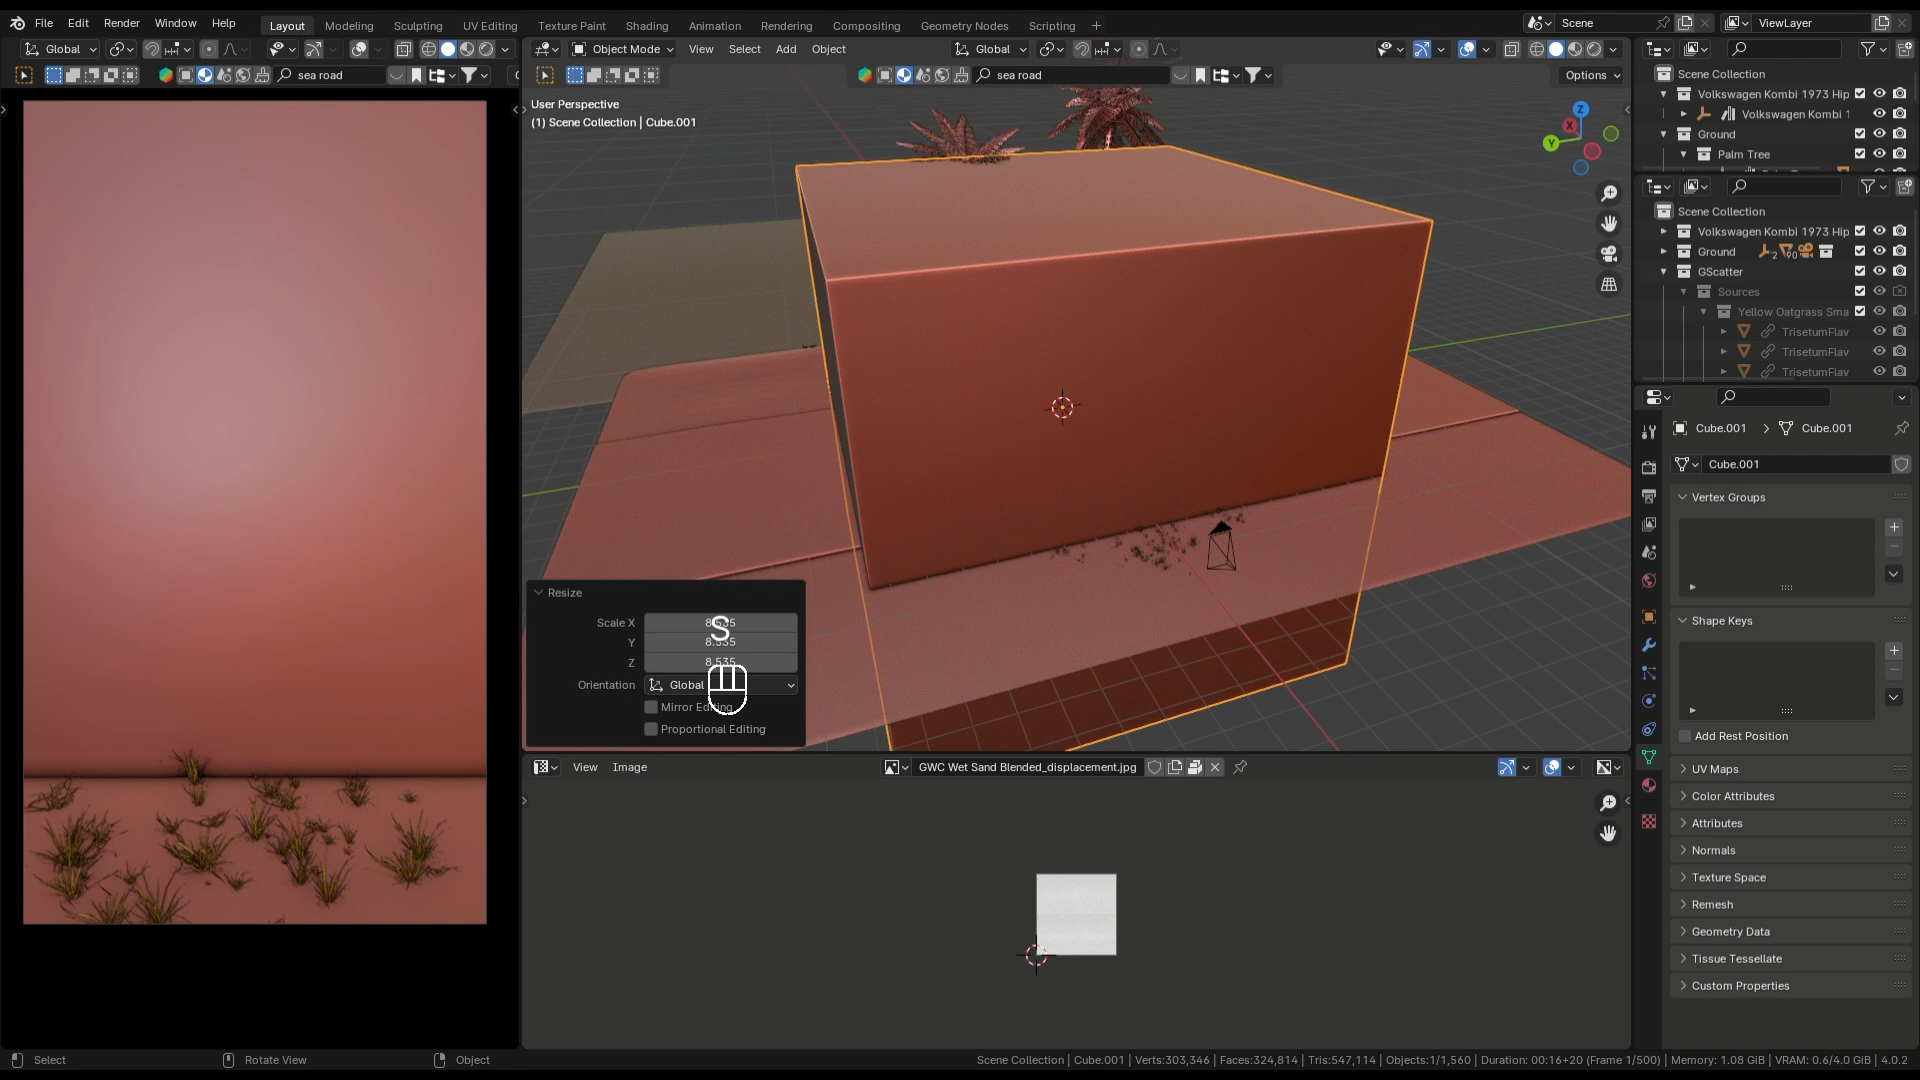 File Edit Render Window Help
Layout Modeling Sculpting UV Editing Texture Paint Shading Animation Rendering Compositing Geometry Nodes Scripting +
Scene
ViewLayer
Global
Object Mode View Select Add Object
Global
sea road
sea road
Options
User Perspective
(1) Scene Collection | Cube.001
Z
X
Y
Scene Collection
Volkswagen Kombi 1973 Hip
Volkswagen Kombi 1
Ground
Palm Tree
Scene Collection
Volkswagen Kombi 1973 Hip
Ground
2
90
GScatter
Sources
Yellow Oatgrass Sma
TrisetumFlav
TrisetumFlav
TrisetumFlav
Cube.001 > Cube.001
Cube.001
Vertex Groups
Shape Keys
Add Rest Position
UV Maps
Color Attributes
Attributes
Normals
Texture Space
Remesh
Geometry Data
Tissue Tessellate
Custom Properties
Resize
Scale X 8.535
Y 8.535
Z 8.535
S
Orientation Global
Mirror Editing
Proportional Editing
View Image
GWC Wet Sand Blended_displacement.jpg
Select
Rotate View
Object
Scene Collection | Cube.001 | Verts:303,346 | Faces:324,814 | Tris:547,114 | Objects:1/1,560 | Duration: 00:16+20 (Frame 1/500) | Memory: 1.08 GiB | VRAM: 0.6/4.0 GiB | 4.0.2